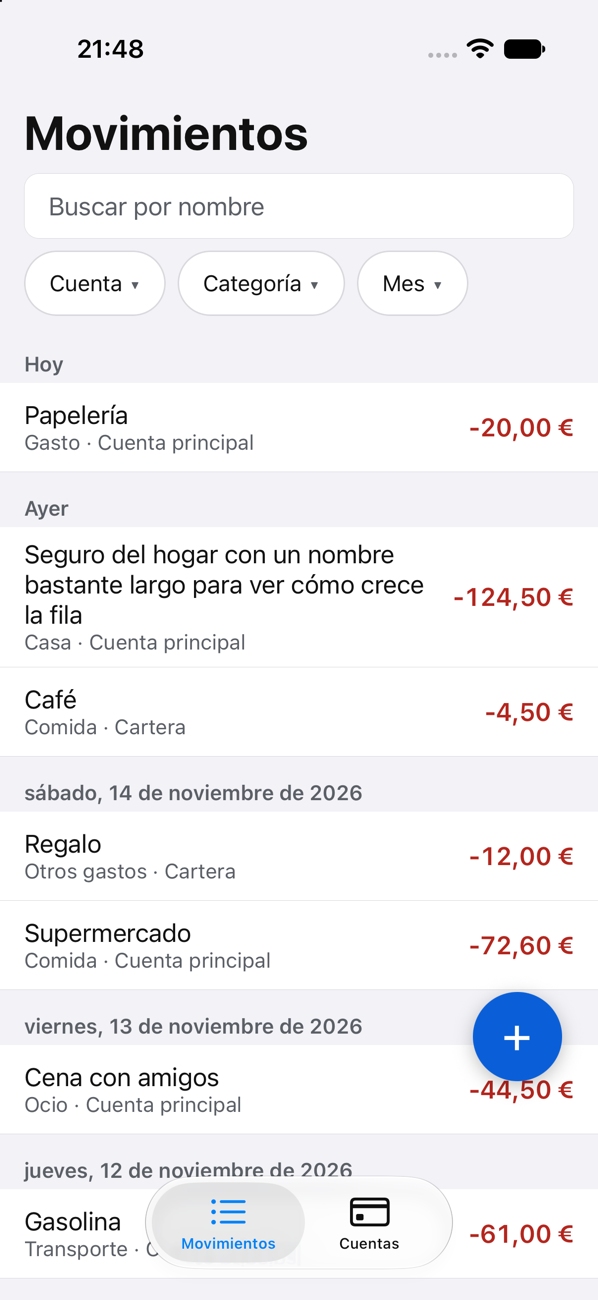 21:48
Movimientos
Buscar por nombre
Cuenta ▾ Categoría ▾ Mes ▾
Hoy
Papelería
-20,00 €
Gasto · Cuenta principal
Ayer
Seguro del hogar con un nombre
bastante largo para ver cómo crece
la fila
-124,50 €
Casa · Cuenta principal
Café
-4,50 €
Comida · Cartera
sábado, 14 de noviembre de 2026
Regalo
-12,00 €
Otros gastos · Cartera
Supermercado
-72,60 €
Comida · Cuenta principal
viernes, 13 de noviembre de 2026
+
Cena con amigos
-44,50 €
Ocio · Cuenta principal
jueves, 12 de noviembre de 2026
Gasolina
-61,00 €
Transporte ·
Movimientos Cuentas